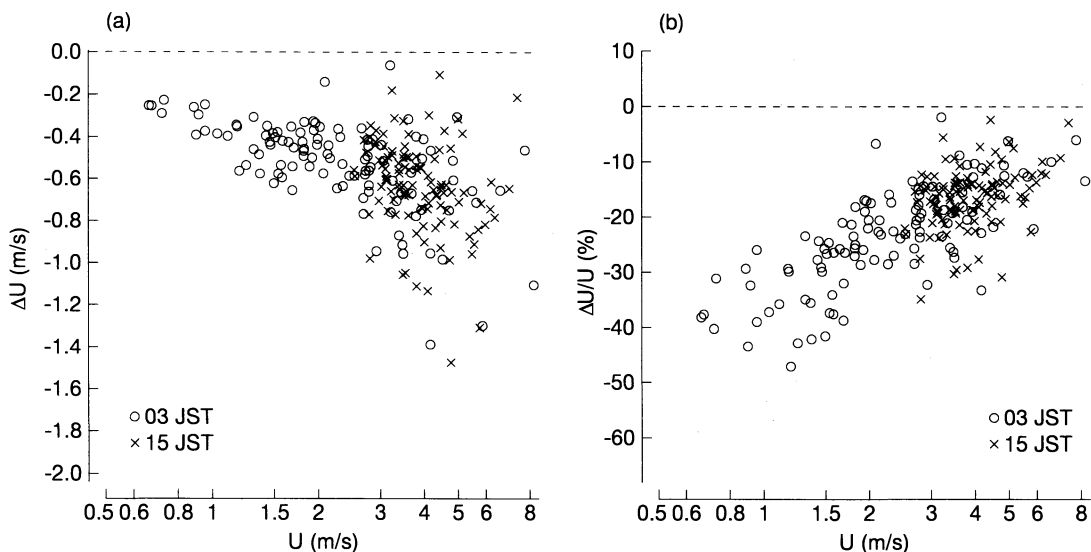 (a)
0.0
-0.2
-0.4
-0.6
-0.8
-1.0
-1.2
-1.4
-1.6
-1.8
-2.0
ΔU (m/s)
03 JST
15 JST
0.5 0.6 0.8 1 1.5 2 3 4 5 6 8
U (m/s)
(b)
10
0
-10
-20
-30
-40
-50
-60
ΔU/U (%)
03 JST
15 JST
0.5 0.6 0.8 1 1.5 2 3 4 5 6 8
U (m/s)